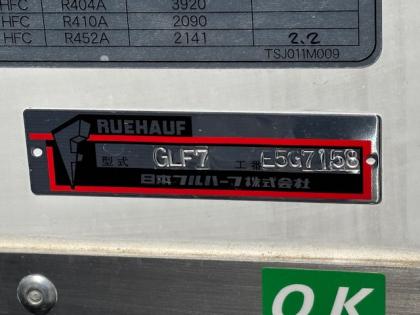 HFC R404A 3920
HFC R410A 2090
HFC R452A 2141 2.2
TSJ011M009
RUEHAUF
型式 GLF7 工番 E5G7158
日本フルハーフ株式会社
OK